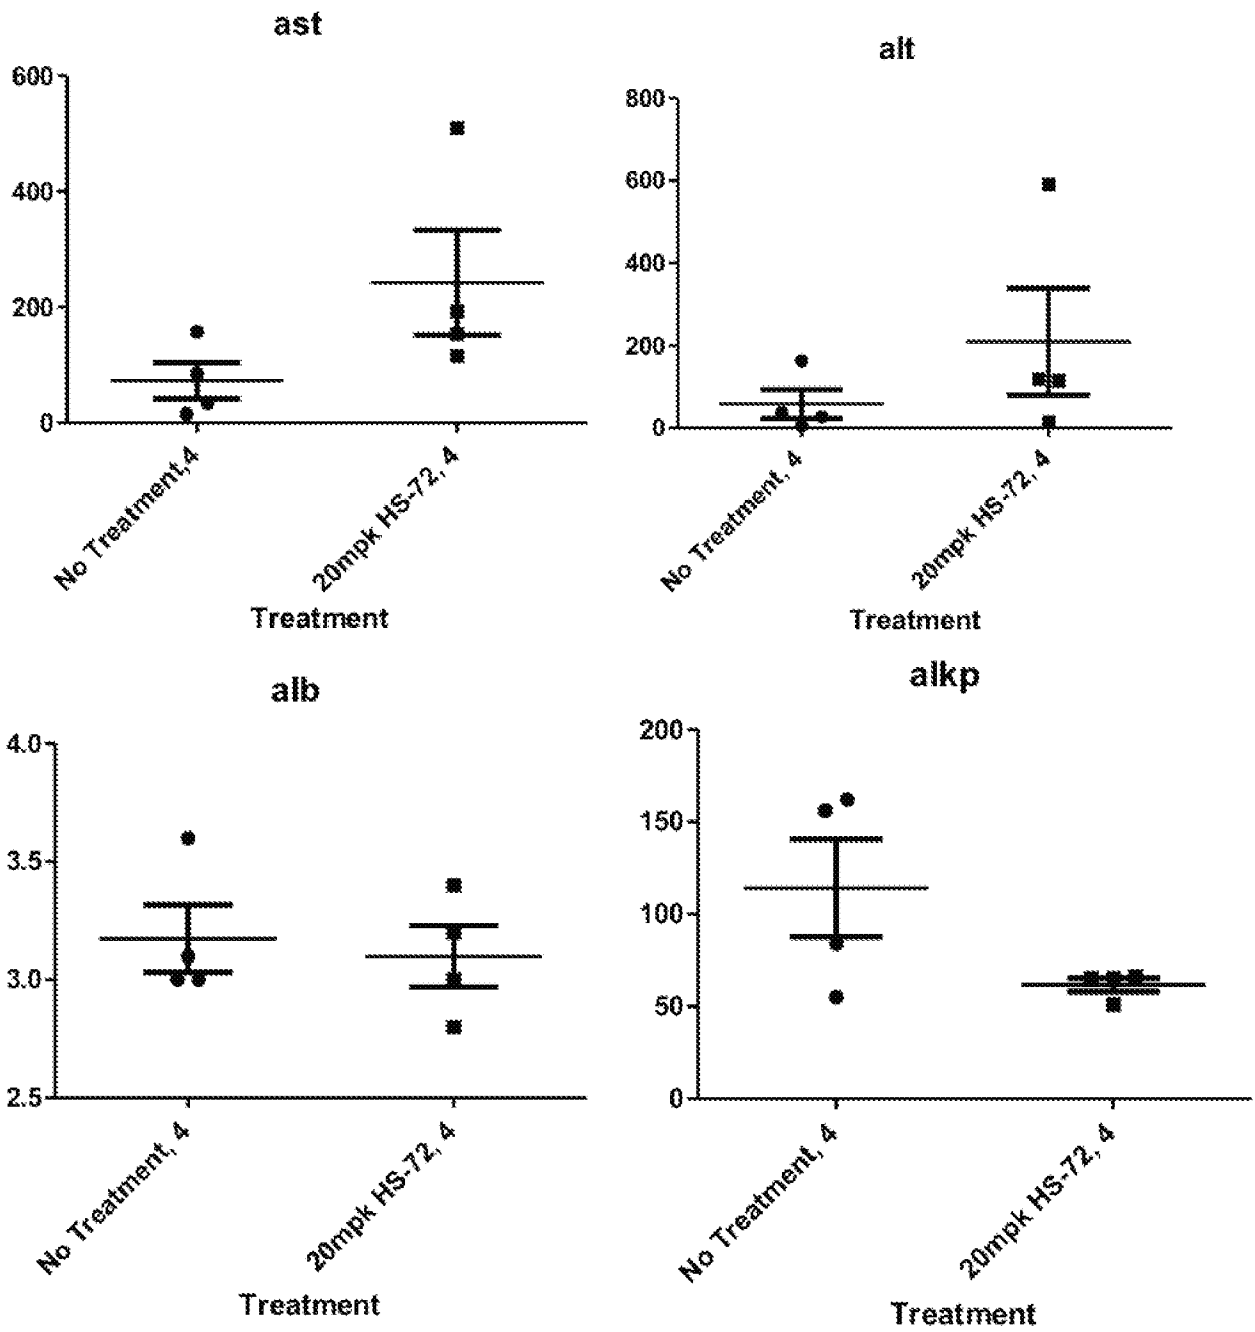 ast
600
400
200
0
No Treatment,4
20mpk HS-72, 4
Treatment
alt
800
600
400
200
0
No Treatment, 4
20mpk HS-72, 4
Treatment
alb
4.0
3.5
3.0
2.5
No Treatment, 4
20mpk HS-72, 4
Treatment
alkp
200
150
100
50
0
No Treatment, 4
20mpk HS-72, 4
Treatment